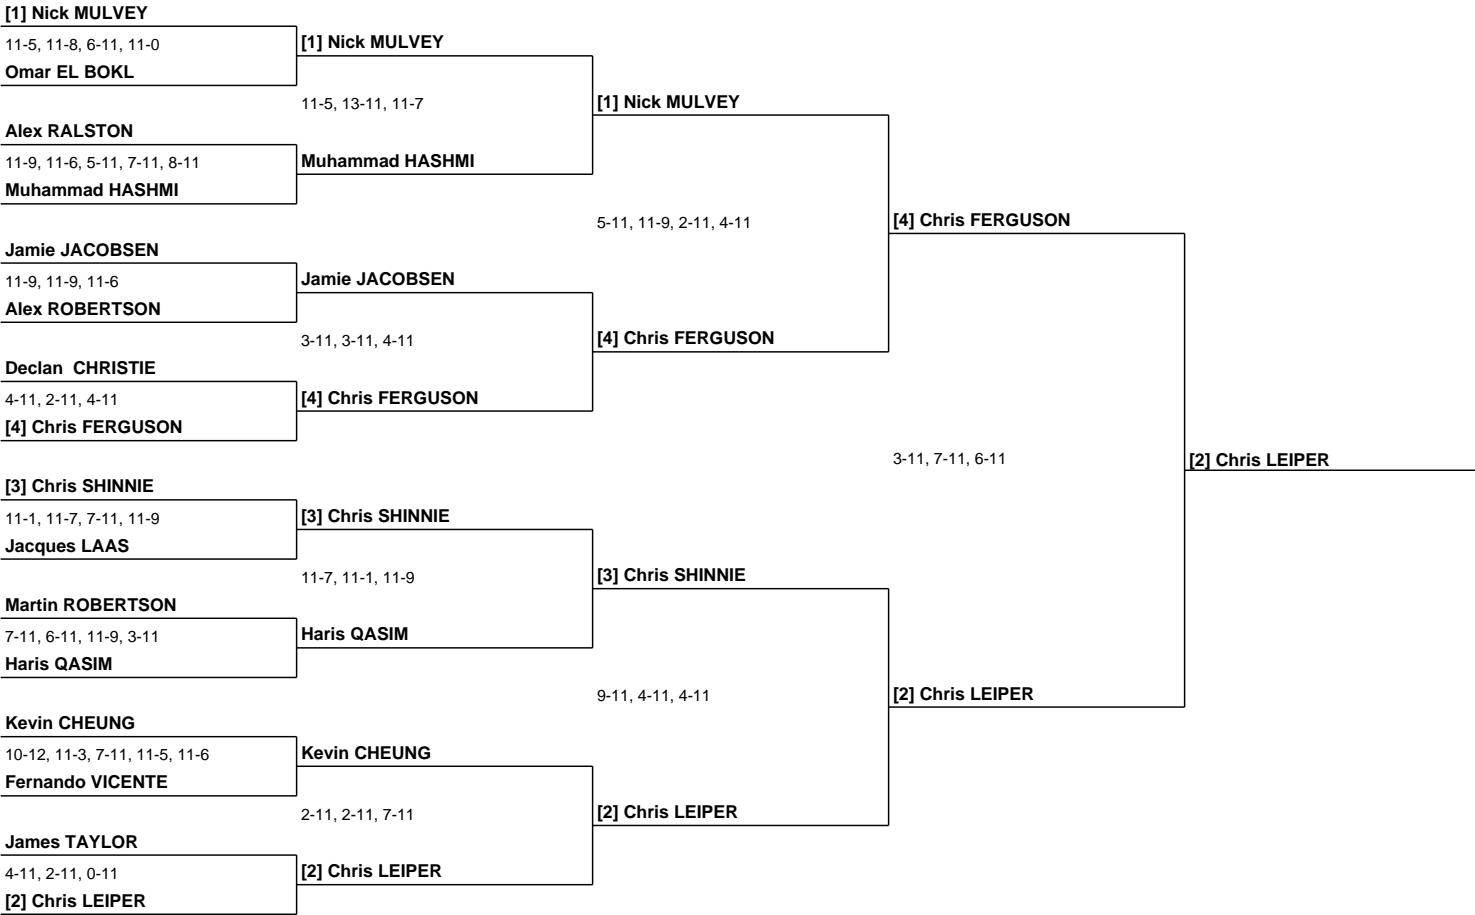 [1] Nick MULVEY
11-5, 11-8, 6-11, 11-0
Omar EL BOKL
Alex RALSTON
11-9, 11-6, 5-11, 7-11, 8-11
Muhammad HASHMI
Jamie JACOBSEN
11-9, 11-9, 11-6
Alex ROBERTSON
Declan  CHRISTIE
4-11, 2-11, 4-11
[4] Chris FERGUSON
[3] Chris SHINNIE
11-1, 11-7, 7-11, 11-9
Jacques LAAS
Martin ROBERTSON
7-11, 6-11, 11-9, 3-11
Haris QASIM
Kevin CHEUNG
10-12, 11-3, 7-11, 11-5, 11-6
Fernando VICENTE
James TAYLOR
4-11, 2-11, 0-11
[2] Chris LEIPER
[1] Nick MULVEY
11-5, 13-11, 11-7
Muhammad HASHMI
Jamie JACOBSEN
3-11, 3-11, 4-11
[4] Chris FERGUSON
[3] Chris SHINNIE
11-7, 11-1, 11-9
Haris QASIM
Kevin CHEUNG
2-11, 2-11, 7-11
[2] Chris LEIPER
[1] Nick MULVEY
5-11, 11-9, 2-11, 4-11
[4] Chris FERGUSON
[3] Chris SHINNIE
9-11, 4-11, 4-11
[2] Chris LEIPER
[4] Chris FERGUSON
3-11, 7-11, 6-11
[2] Chris LEIPER
[2] Chris LEIPER